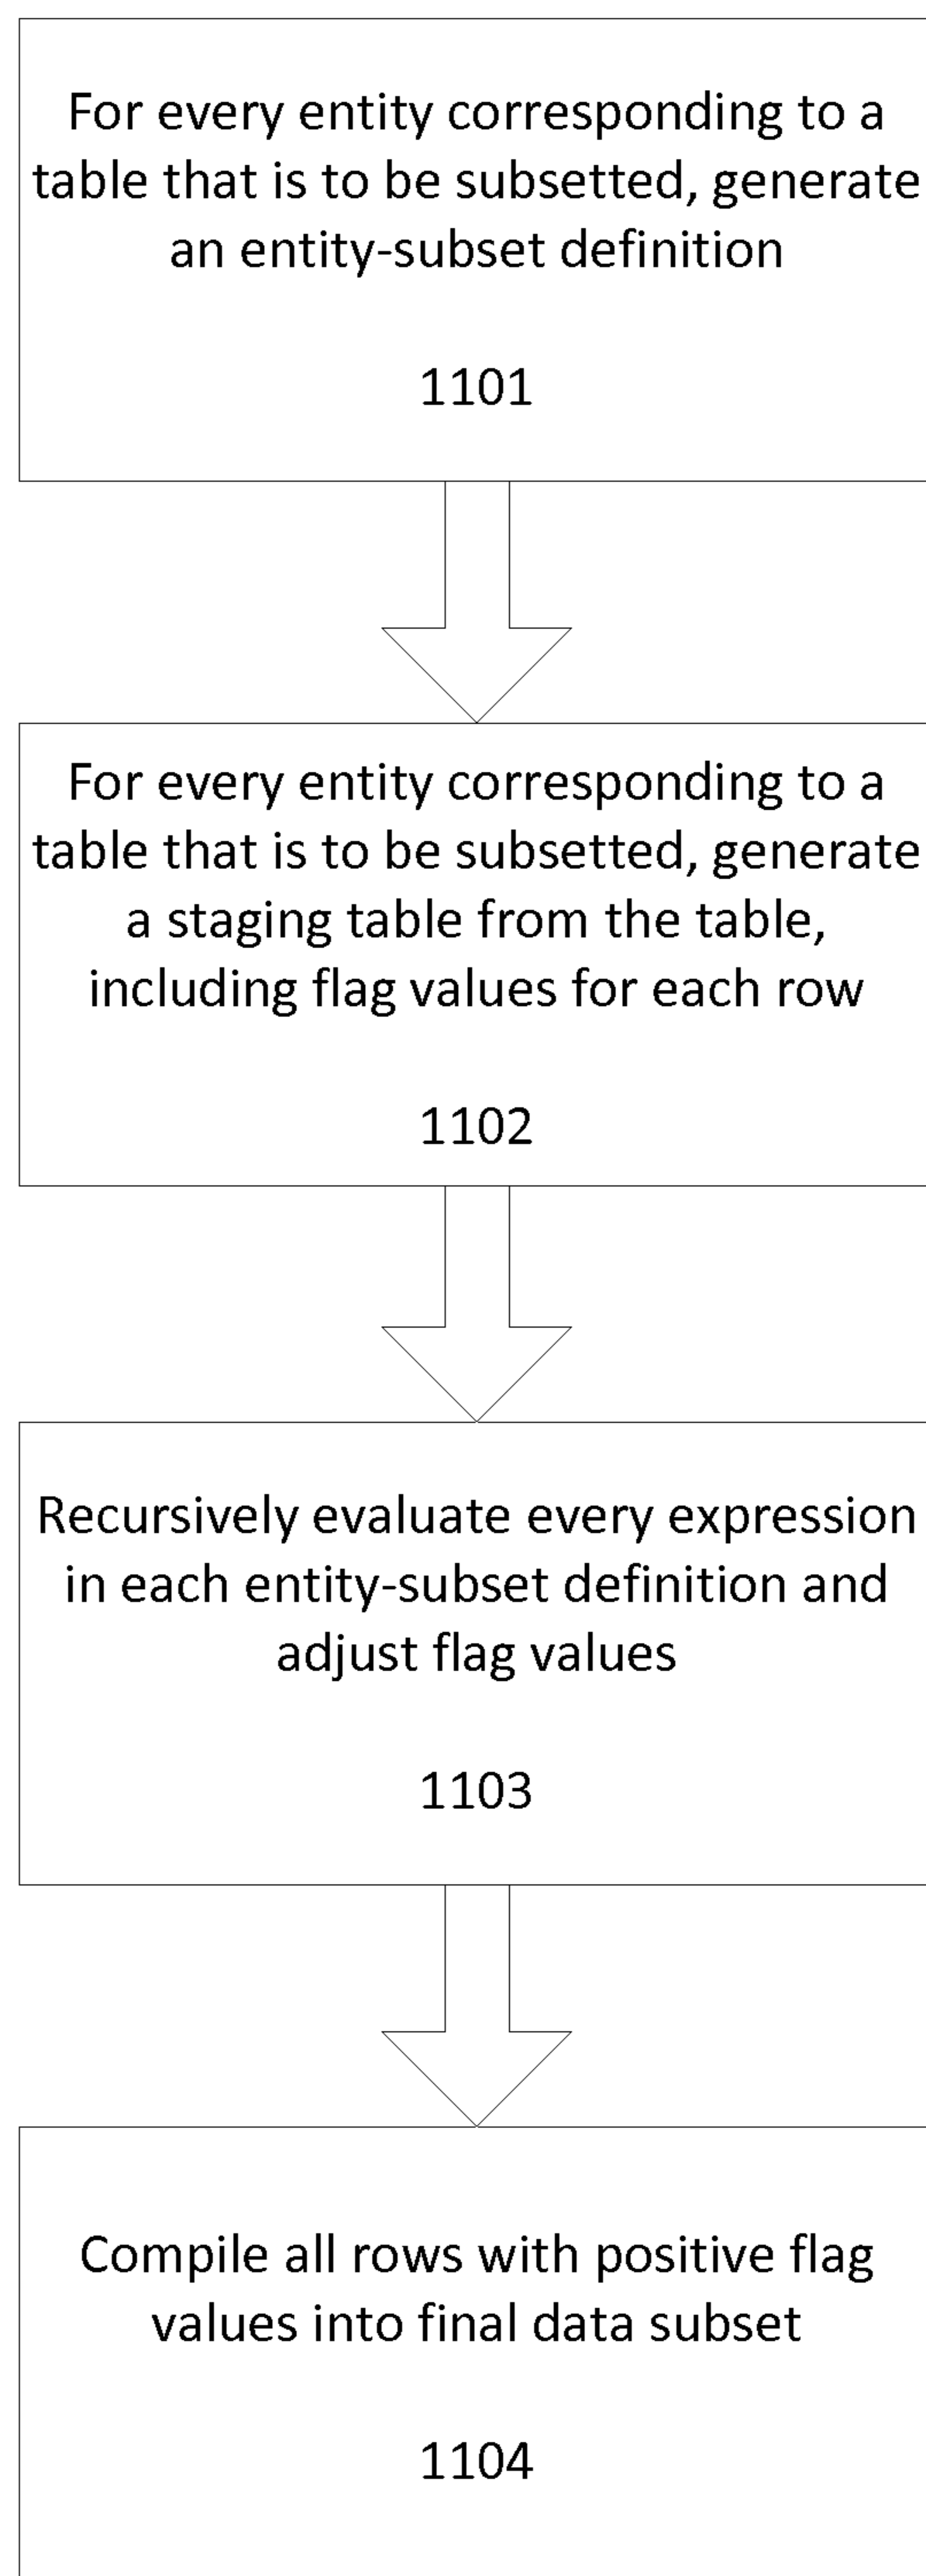 For every entity corresponding to a
table that is to be subsetted, generate
an entity-subset definition
1101
For every entity corresponding to a
table that is to be subsetted, generate
a staging table from the table,
including flag values for each row
1102
Recursively evaluate every expression
in each entity-subset definition and
adjust flag values
1103
Compile all rows with positive flag
values into final data subset
1104